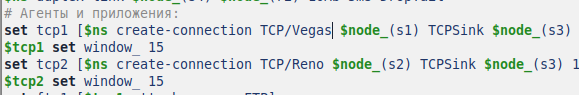 # Агенты и приложения:
set tcp1 [$ns create-connection TCP/Vegas $node_(s1) TCPSink $node_(s3)
$tcp1 set window_ 15
set tcp2 [$ns create-connection TCP/Reno $node_(s2) TCPSink $node_(s3) 1
$tcp2 set window_ 15